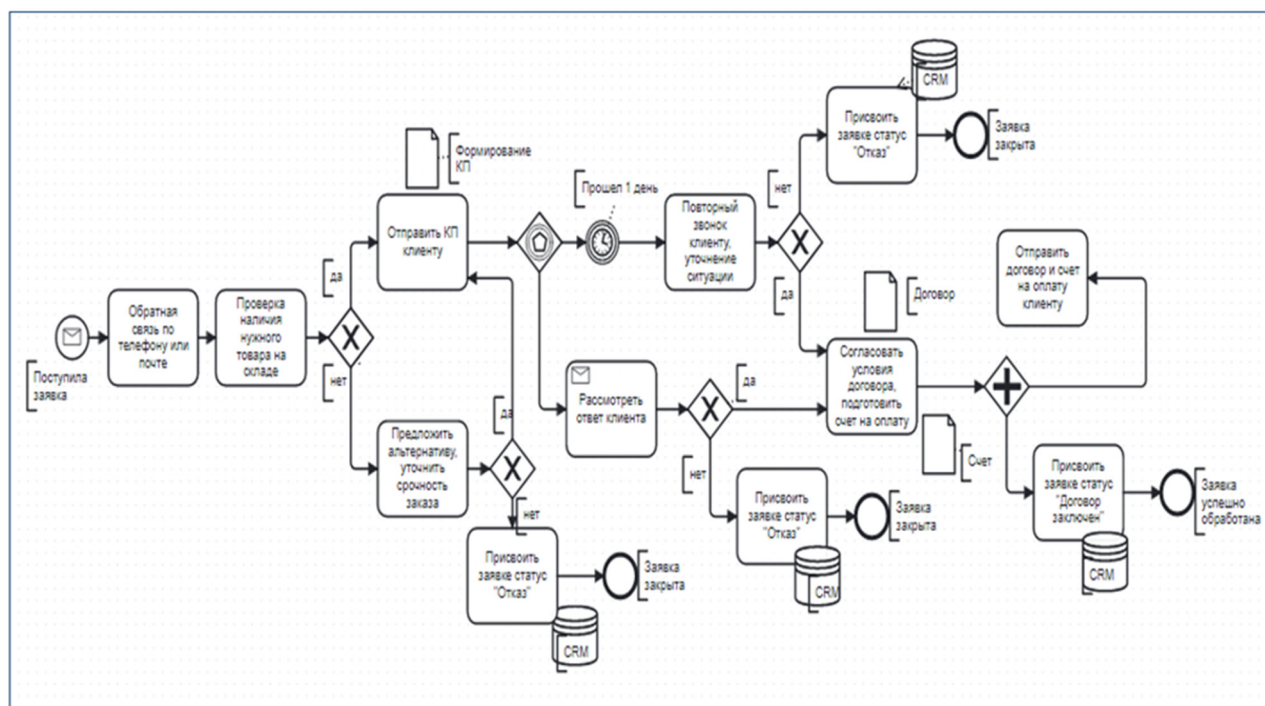 CRM
Присвоить
заявке статус
"Отказ"
Заявка
закрыта
Формирование
КП
Прошел 1 день
нет
Отправить КП
клиенту
Повторный
звонок
клиенту,
уточнение
ситуации
Отправить
договор и счет
на оплату
клиенту
да
да
Договор
Обратная
связь по
телефону или
почте
Проверка
наличия
нужного
товара на
складе
Поступила
заявка
нет
Согласовать
условия
договора,
подготовить
счет на оплату
Рассмотреть
ответ клиента
да
да
Предложить
альтернативу,
уточнить
срочность
заказа
нет
Счет
Присвоить
заявке статус
"Отказ"
Заявка
закрыта
Присвоить
заявке статус
"Договор
заключен"
Заявка
успешно
обработана
нет
Присвоить
заявке статус
"Отказ"
Заявка
закрыта
CRM
CRM
CRM